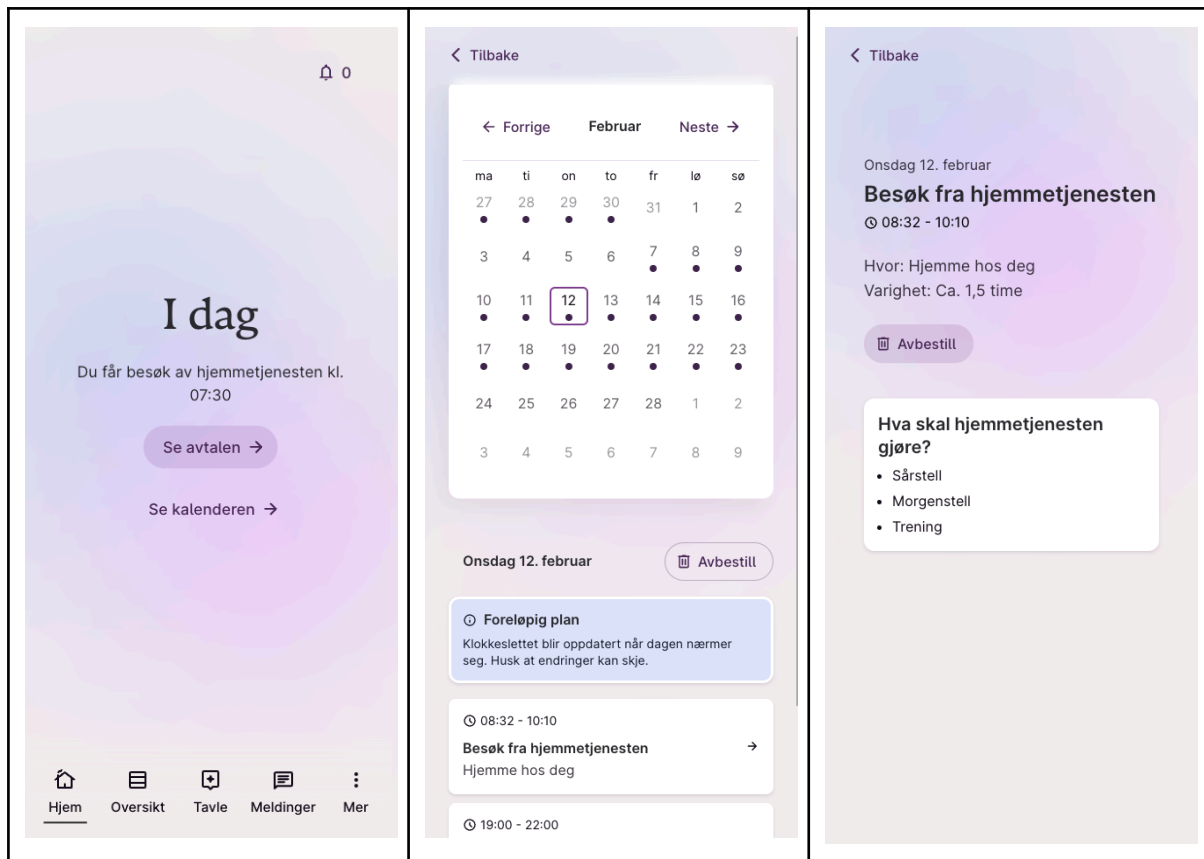 0
I dag
Du får besøk av hjemmetjenesten kl.
07:30
Se avtalen
Se kalenderen
Hjem Oversikt Tavle Meldinger Mer
Tilbake
Forrige Februar Neste
ma ti on to fr lø sø
27 28 29 30 31 1 2
3 4 5 6 7 8 9
10 11 12 13 14 15 16
17 18 19 20 21 22 23
24 25 26 27 28 1 2
3 4 5 6 7 8 9
Onsdag 12. februar Avbestill
Foreløpig plan
Klokkeslettet blir oppdatert når dagen nærmer
seg. Husk at endringer kan skje.
08:32 - 10:10
Besøk fra hjemmetjenesten
Hjemme hos deg
19:00 - 22:00
Tilbake
Onsdag 12. februar
Besøk fra hjemmetjenesten
08:32 - 10:10
Hvor: Hjemme hos deg
Varighet: Ca. 1,5 time
Avbestill
Hva skal hjemmetjenesten
gjøre?
• Sårstell
• Morgenstell
• Trening